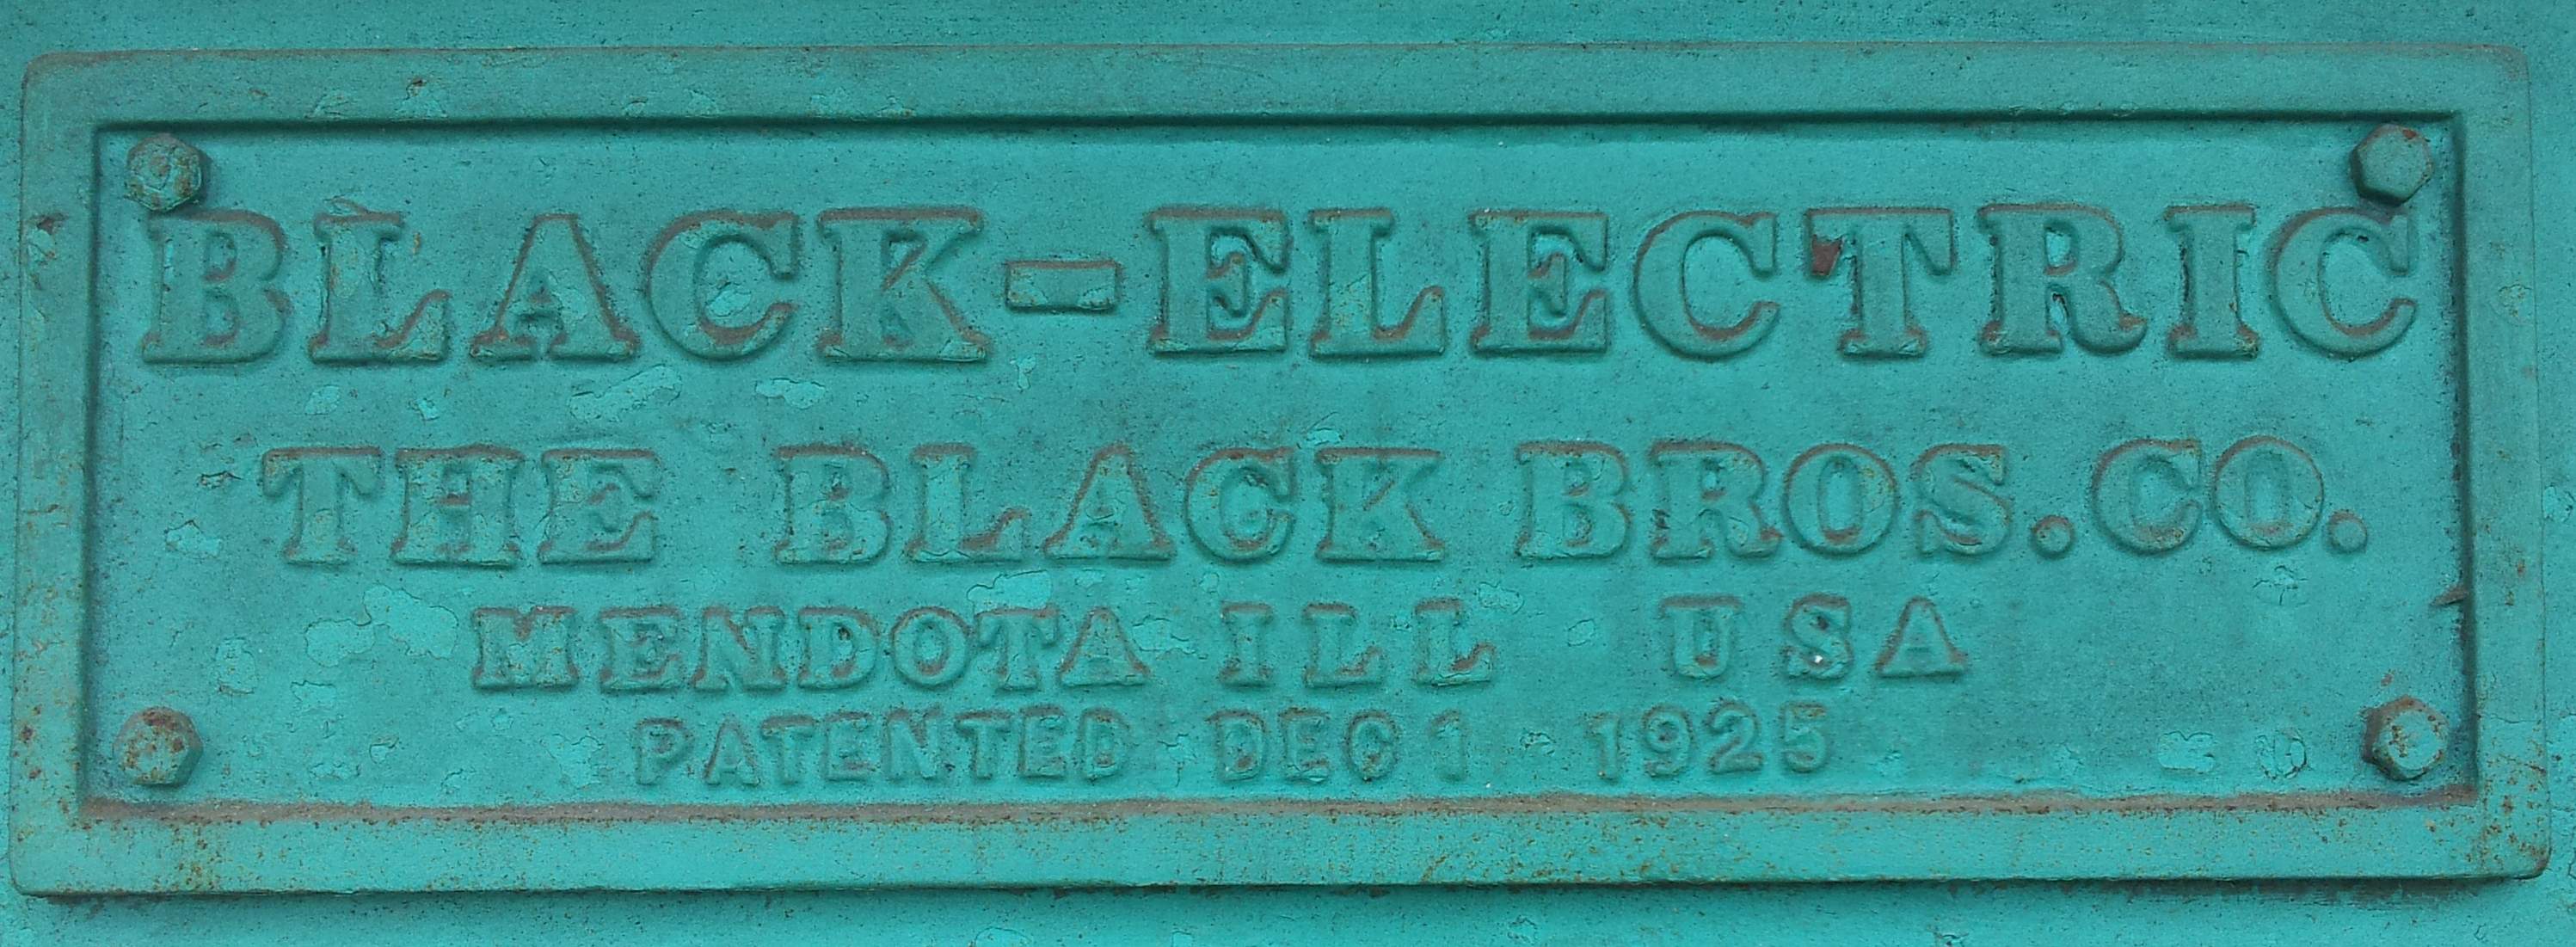 BLACK-ELECTRIC
THE BLACK BROS.CO.
MENDOTA ILL USA
PATENTED DEC 1 1925